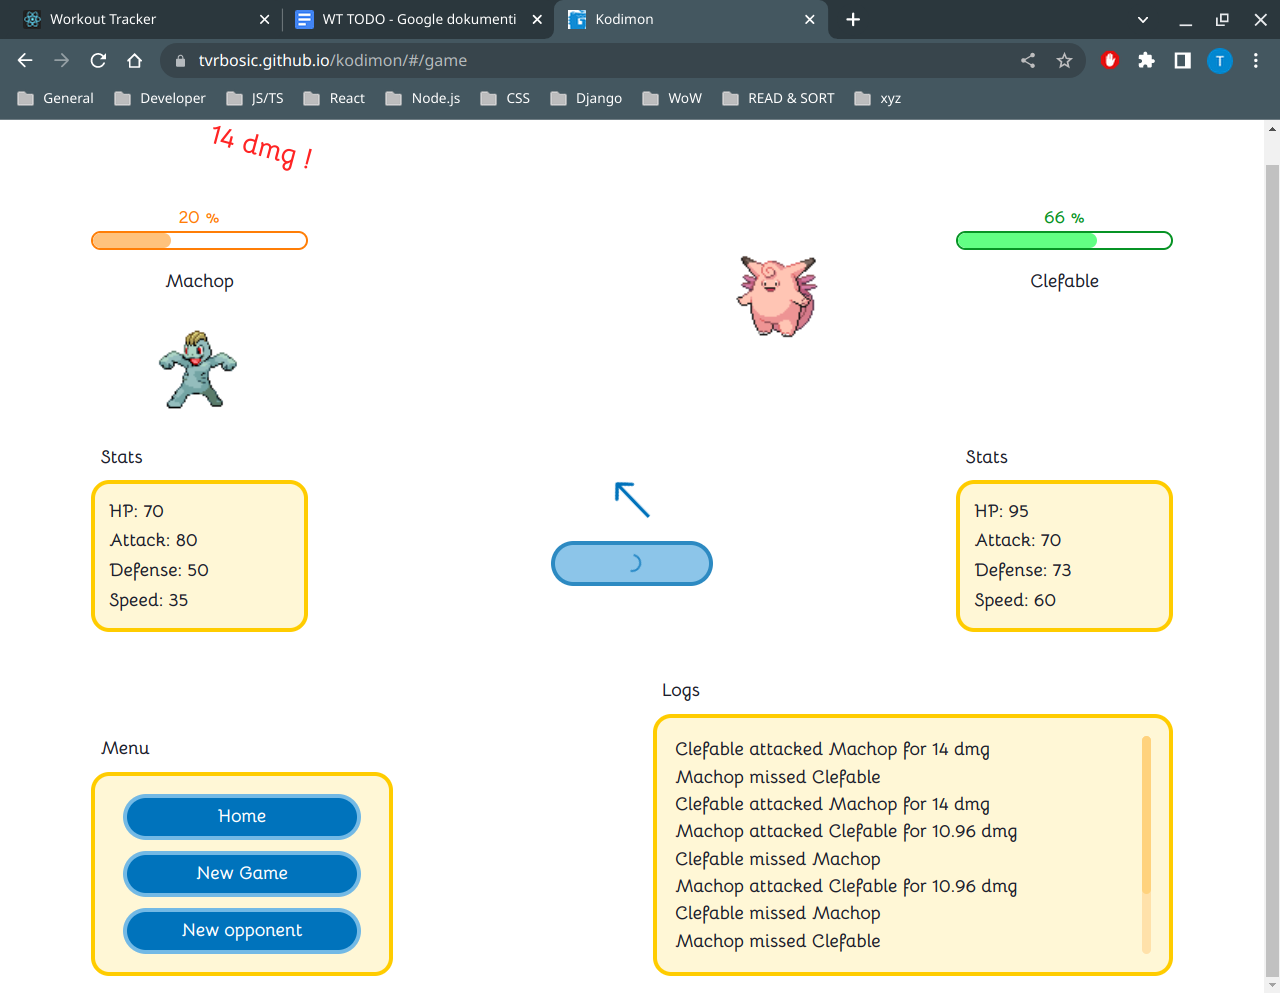 Workout Tracker
WT TODO - Google dokumenti
Kodimon
tvrbosic.github.io/kodimon/#/game
T
General
Developer
JS/TS
React
Node.js
CSS
Django
WoW
READ & SORT
xyz
14 dmg !
20 %
Machop
66 %
Clefable
Stats
HP: 70
Attack: 80
Defense: 50
Speed: 35
Stats
HP: 95
Attack: 70
Defense: 73
Speed: 60
Menu
Home
New Game
New opponent
Logs
Clefable attacked Machop for 14 dmg
Machop missed Clefable
Clefable attacked Machop for 14 dmg
Machop attacked Clefable for 10.96 dmg
Clefable missed Machop
Machop attacked Clefable for 10.96 dmg
Clefable missed Machop
Machop missed Clefable